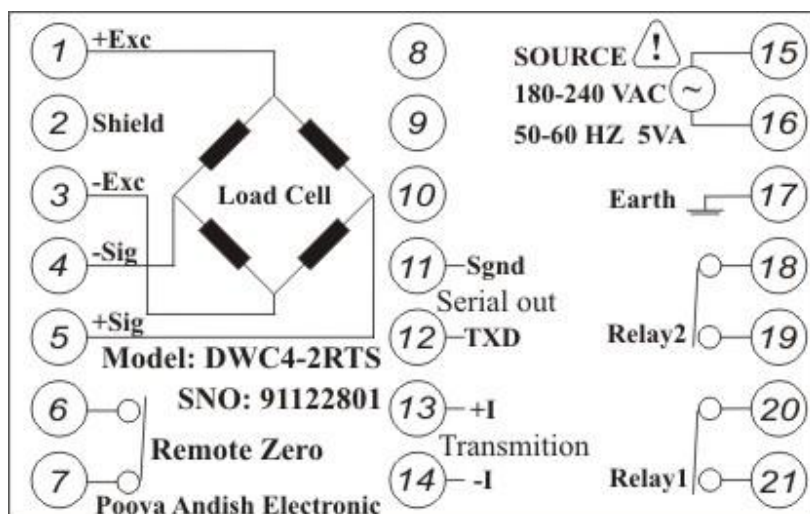 1 +Exc
2 Shield
3 -Exc
4 -Sig
5 +Sig
Load Cell
Model: DWC4-2RTS
SNO: 91122801
6
7
Remote Zero
Pooya Andish Electronic
8
9
10
11 Sgnd
Serial out
12 TXD
13 +I
Transmition
14 -I
SOURCE ! 15
180-240 VAC ~
50-60 HZ 5VA 16
Earth 17
18
Relay2 19
20
Relay1 21